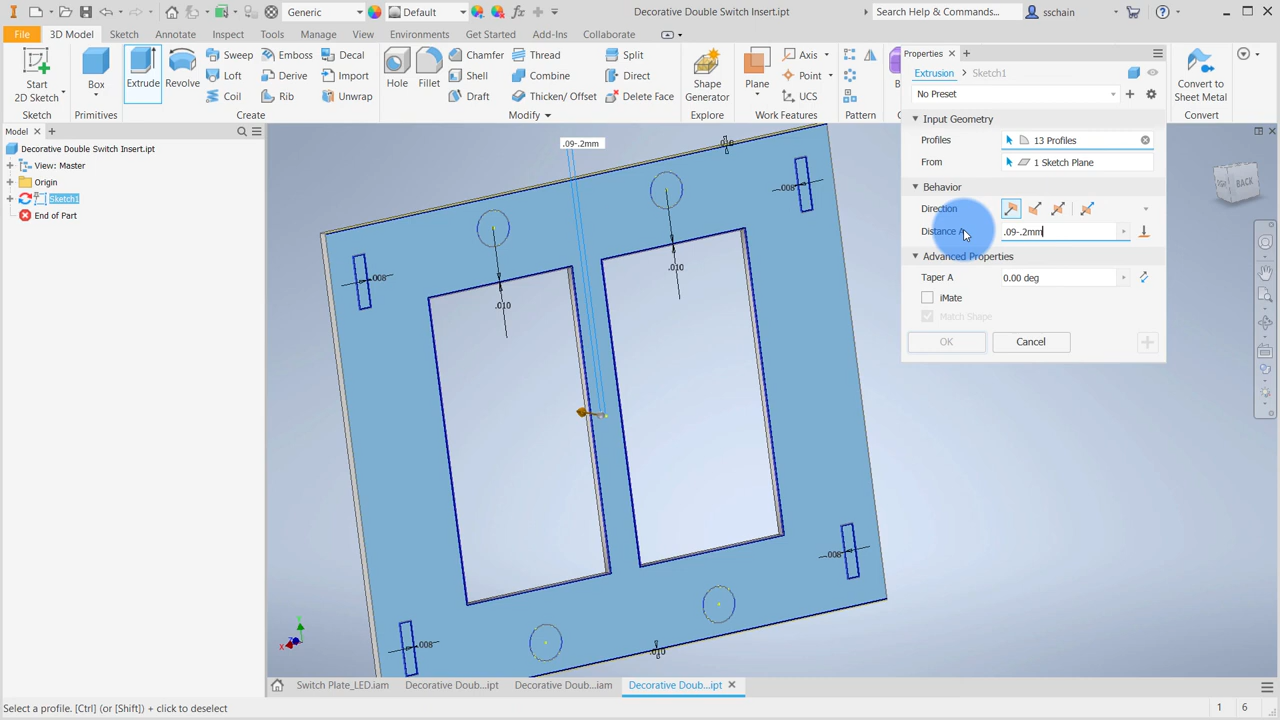 Generic
Default
fx
Decorative Double Switch Insert.ipt
Search Help & Commands...
sschain
File
3D Model
Sketch
Annotate
Inspect
Tools
Manage
View
Environments
Get Started
Add-Ins
Collaborate
Start
2D Sketch
Box
Extrude
Revolve
Sweep
Emboss
Decal
Loft
Derive
Import
Coil
Rib
Unwrap
Hole
Fillet
Chamfer
Thread
Split
Shell
Combine
Direct
Draft
Thicken/ Offset
Delete Face
Shape
Generator
Plane
Axis
Point
UCS
Convert to
Sheet Metal
Sketch
Primitives
Create
Modify
Explore
Work Features
Pattern
Convert
Properties
Extrusion
Sketch1
No Preset
Input Geometry
Profiles
13 Profiles
From
1 Sketch Plane
Behavior
Direction
Distance A
.09-.2mm
Advanced Properties
Taper A
0.00 deg
iMate
Match Shape
OK
Cancel
Model
Decorative Double Switch Insert.ipt
View: Master
Origin
Sketch1
End of Part
.09-.2mm
.008
.008
.010
.010
.008
.008
.010
BACK
X
Y
Z
Switch Plate_LED.iam
Decorative Doub...ipt
Decorative Doub...iam
Decorative Doub...ipt
Select a profile. [Ctrl] (or [Shift]) + click to deselect
1
6